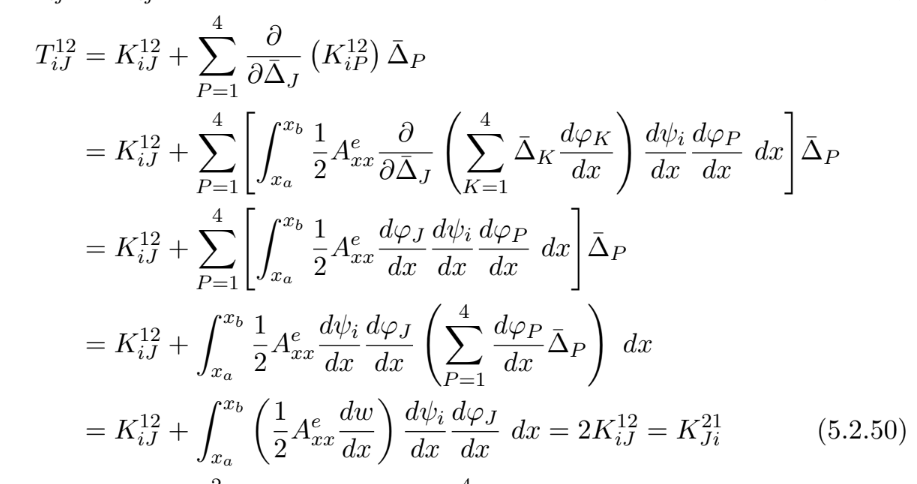 T_{iJ}^{12} = K_{iJ}^{12} + \sum_{P=1}^{4} \frac{\partial}{\partial \bar{\Delta}_J} \left( K_{iP}^{12} \right) \bar{\Delta}_P
= K_{iJ}^{12} + \sum_{P=1}^{4} \left[ \int_{x_a}^{x_b} \frac{1}{2} A_{xx}^{e} \frac{\partial}{\partial \bar{\Delta}_J} \left( \sum_{K=1}^{4} \bar{\Delta}_K \frac{d\varphi_K}{dx} \right) \frac{d\psi_i}{dx} \frac{d\varphi_P}{dx} \, dx \right] \bar{\Delta}_P
= K_{iJ}^{12} + \sum_{P=1}^{4} \left[ \int_{x_a}^{x_b} \frac{1}{2} A_{xx}^{e} \frac{d\varphi_J}{dx} \frac{d\psi_i}{dx} \frac{d\varphi_P}{dx} \, dx \right] \bar{\Delta}_P
= K_{iJ}^{12} + \int_{x_a}^{x_b} \frac{1}{2} A_{xx}^{e} \frac{d\psi_i}{dx} \frac{d\varphi_J}{dx} \left( \sum_{P=1}^{4} \frac{d\varphi_P}{dx} \bar{\Delta}_P \right) \, dx
= K_{iJ}^{12} + \int_{x_a}^{x_b} \left( \frac{1}{2} A_{xx}^{e} \frac{dw}{dx} \right) \frac{d\psi_i}{dx} \frac{d\varphi_J}{dx} \, dx = 2K_{iJ}^{12} = K_{Ji}^{21} (5.2.50)